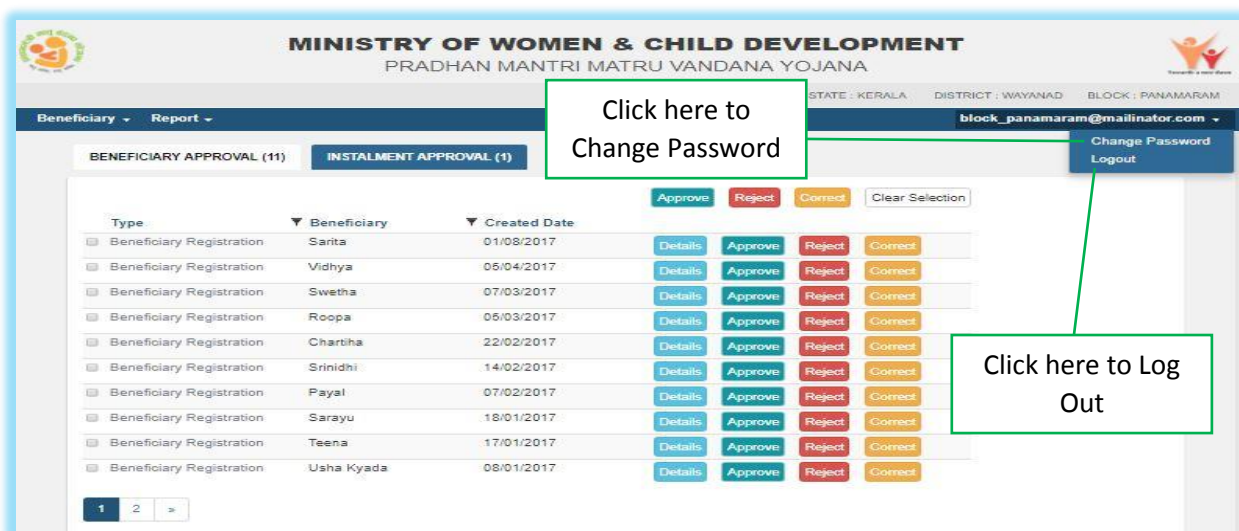 MINISTRY OF WOMEN & CHILD DEVELOPMENT
PRADHAN MANTRI MATRU VANDANA YOJANA
STATE : KERALA DISTRICT : WAYANAD BLOCK : PANAMARAM
Click here to
Change Password
Beneficiary Report block_panamaram@mailinator.com
Change Password
Logout
BENEFICIARY APPROVAL (11) INSTALMENT APPROVAL (1)
Approve Reject Correct Clear Selection
Type Beneficiary Created Date
Beneficiary Registration Sarita 01/08/2017 Details Approve Reject Correct
Beneficiary Registration Vidhya 05/04/2017 Details Approve Reject Correct
Beneficiary Registration Swetha 07/03/2017 Details Approve Reject Correct
Beneficiary Registration Roopa 05/03/2017 Details Approve Reject Correct
Beneficiary Registration Chartiha 22/02/2017 Details Approve Reject Correct
Beneficiary Registration Srinidhi 14/02/2017 Details Approve Reject Correct
Beneficiary Registration Payal 07/02/2017 Details Approve Reject Correct
Beneficiary Registration Sarayu 18/01/2017 Details Approve Reject Correct
Beneficiary Registration Teena 17/01/2017 Details Approve Reject Correct
Beneficiary Registration Usha Kyada 08/01/2017 Details Approve Reject Correct
Click here to Log
Out
1 2 »